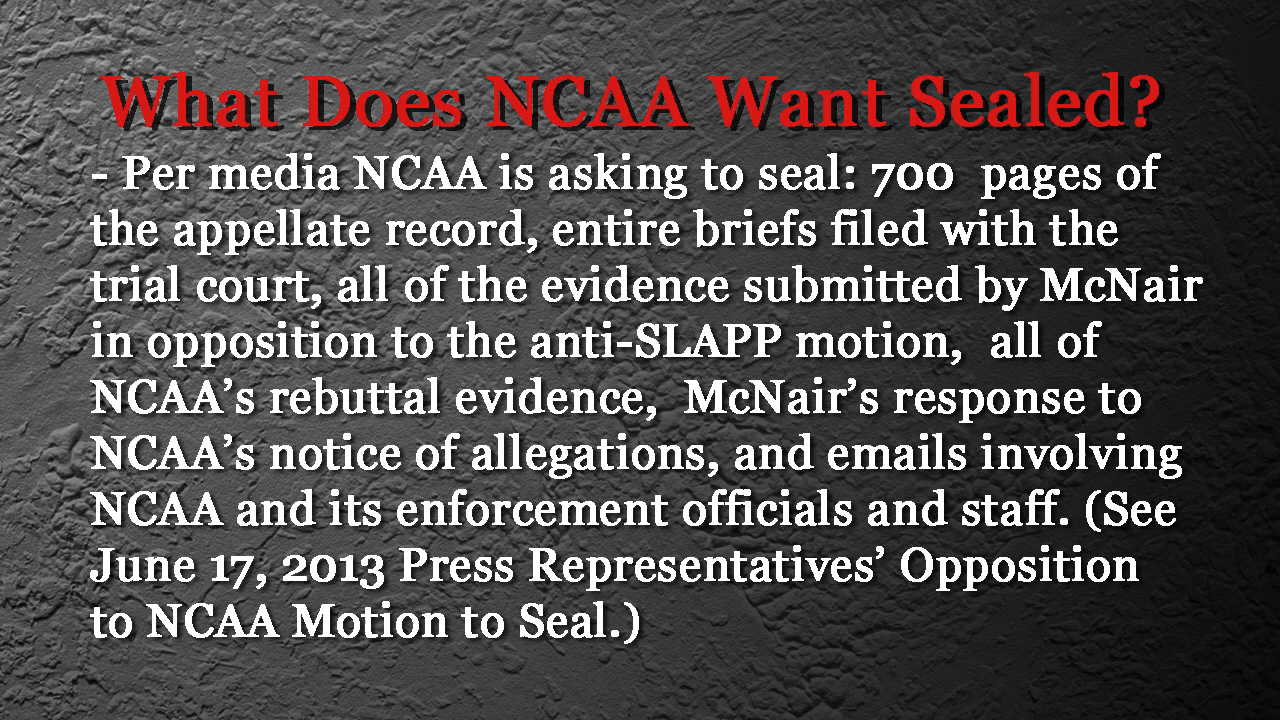 What Does NCAA Want Sealed?
- Per media NCAA is asking to seal: 700  pages of
the appellate record, entire briefs filed with the
trial court, all of the evidence submitted by McNair
in opposition to the anti-SLAPP motion,  all of
NCAA’s rebuttal evidence,  McNair’s response to
NCAA’s notice of allegations, and emails involving
NCAA and its enforcement officials and staff. (See
June 17, 2013 Press Representatives’ Opposition
to NCAA Motion to Seal.)